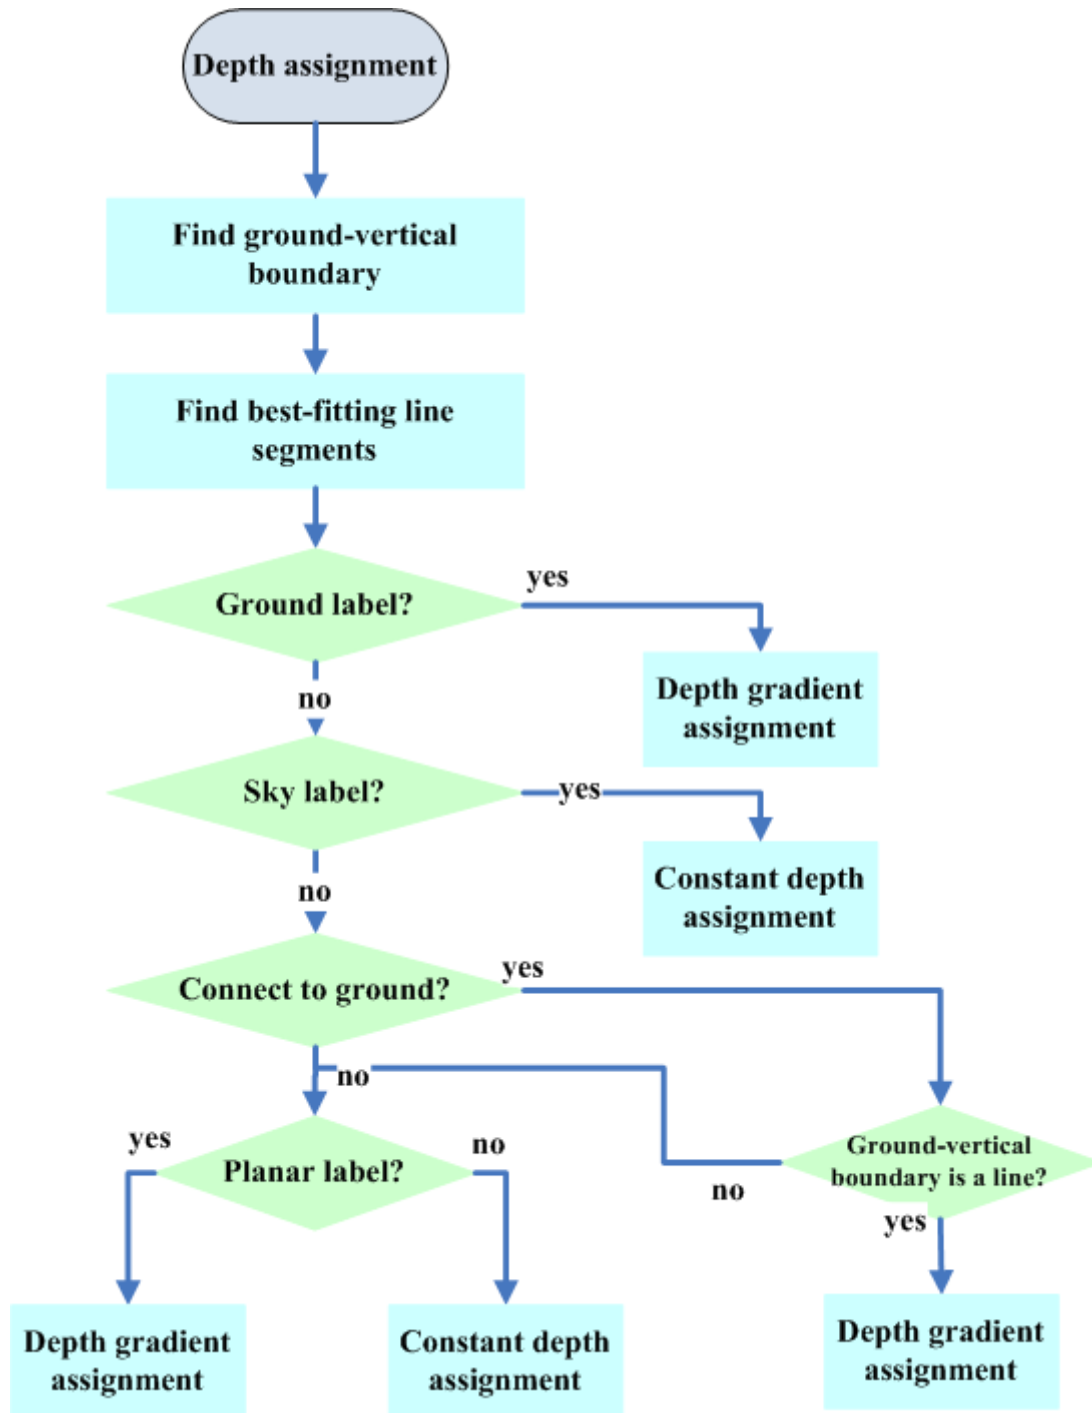 Depth assignment
Find ground-vertical
boundary
Find best-fitting line
segments
Ground label?
yes
no
Depth gradient
assignment
Sky label?
yes
no
Constant depth
assignment
Connect to ground?
yes
no
Ground-vertical
boundary is a line?
no
yes
Planar label?
yes
no
Depth gradient
assignment
Constant depth
assignment
Depth gradient
assignment